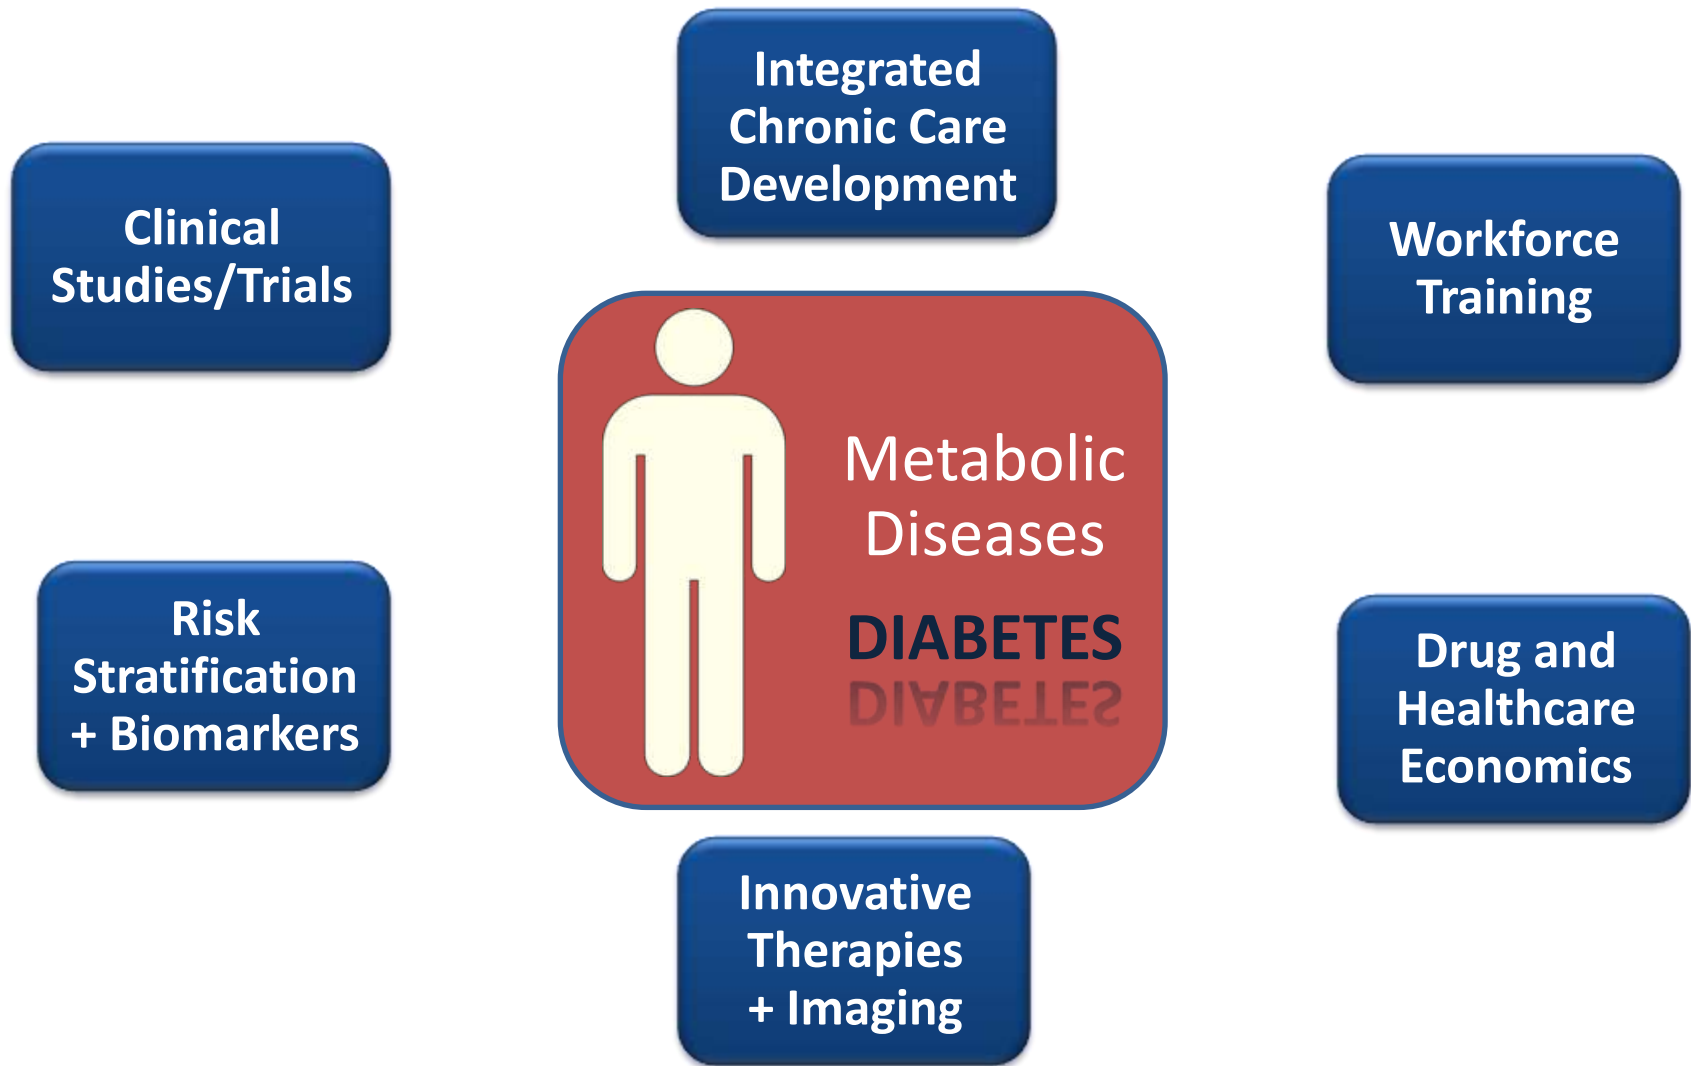 Integrated
Chronic Care
Development
Clinical
Studies/Trials
Workforce
Training
Metabolic
Diseases
DIABETES
DIABETES
Risk
Stratification
+ Biomarkers
Drug and
Healthcare
Economics
Innovative
Therapies
+ Imaging